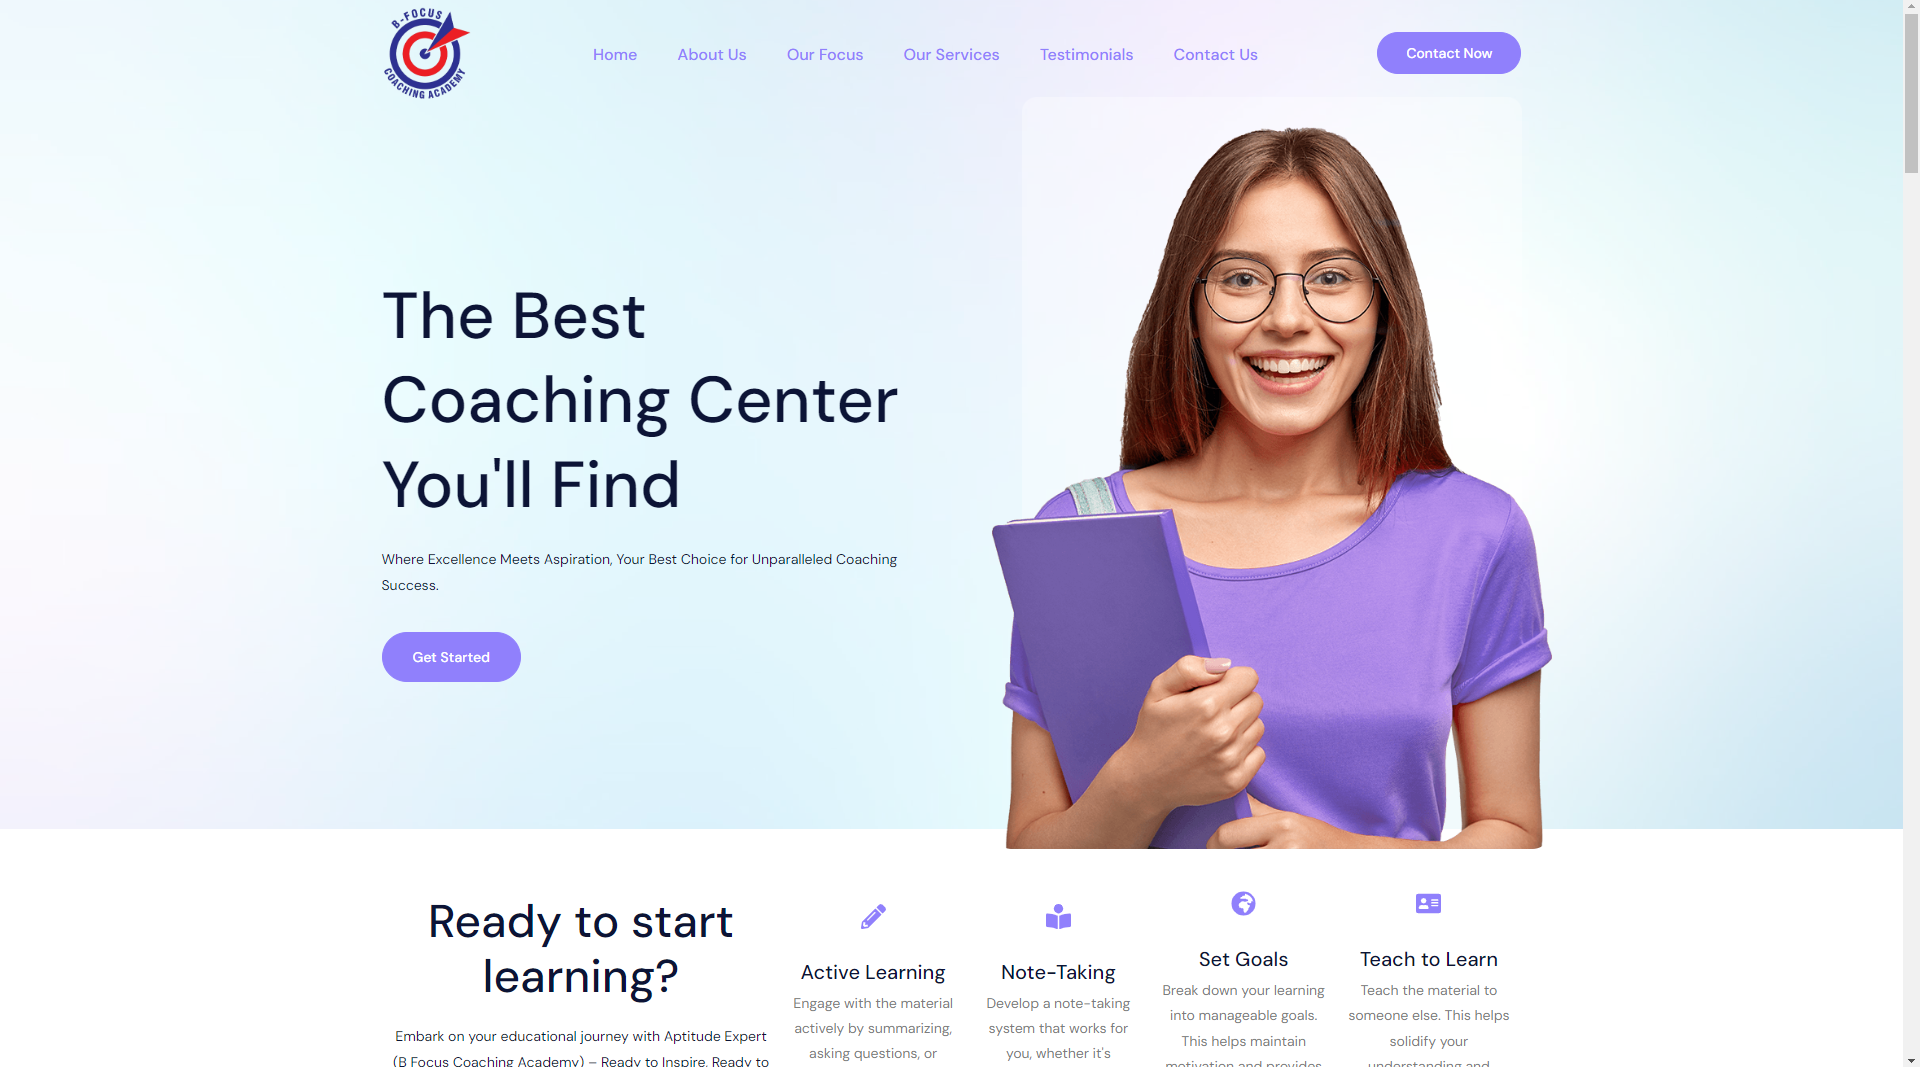 B-FOCUS
COACHING ACADEMY
Home
About Us
Our Focus
Our Services
Testimonials
Contact Us
Contact Now
The Best
Coaching Center
You'll Find
Where Excellence Meets Aspiration, Your Best Choice for Unparalleled Coaching
Success.
Get Started
Ready to start
learning?
Embark on your educational journey with Aptitude Expert
(B Focus Coaching Academy) – Ready to Inspire, Ready to
Active Learning
Engage with the material
actively by summarizing,
asking questions, or
Note-Taking
Develop a note-taking
system that works for
you, whether it's
Set Goals
Break down your learning
into manageable goals.
This helps maintain
motivation and provides
Teach to Learn
Teach the material to
someone else. This helps
solidify your
understanding and